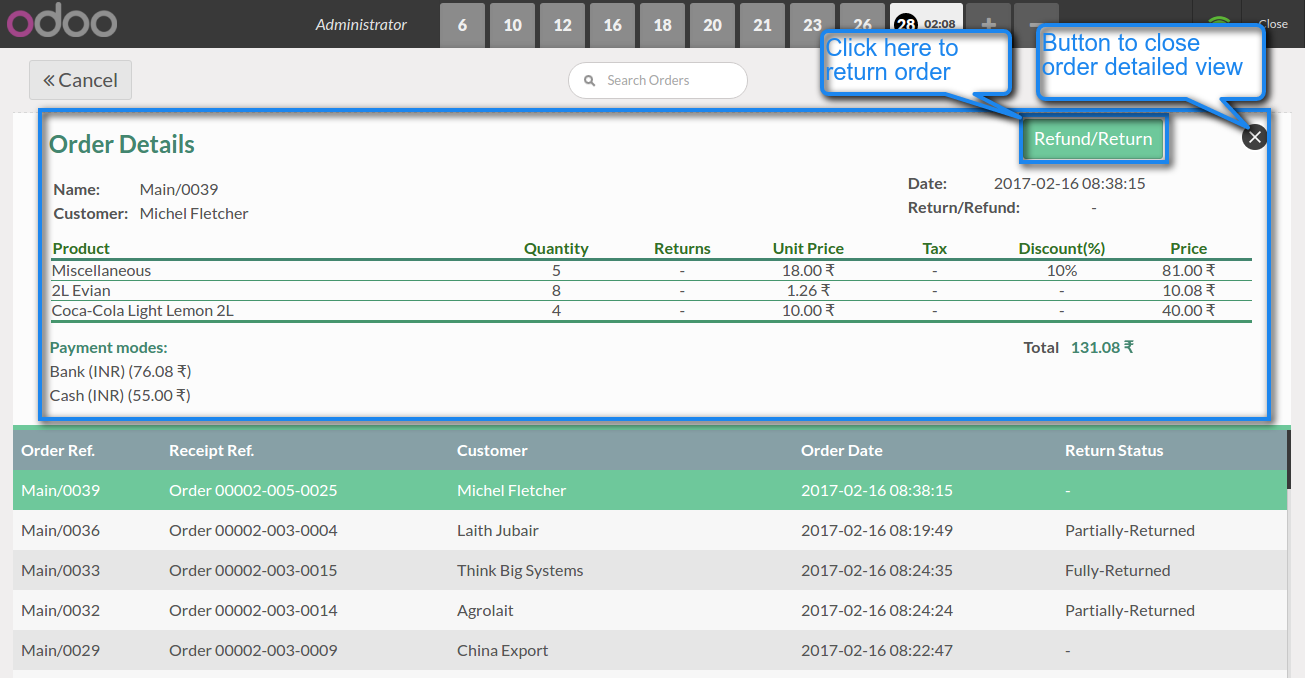 odoo Administrator 6 10 12 16 18 20 21 23 26 28 02:08 + − Close
Click here to
return order
Button to close
order detailed view
« Cancel
Search Orders
Refund/Return
Order Details
Name: Main/0039
Date: 2017-02-16 08:38:15
Customer: Michel Fletcher
Return/Refund: -
Product Quantity Returns Unit Price Tax Discount(%) Price
Miscellaneous 5 - 18.00 ₹ - 10% 81.00 ₹
2L Evian 8 - 1.26 ₹ - - 10.08 ₹
Coca-Cola Light Lemon 2L 4 - 10.00 ₹ - - 40.00 ₹
Payment modes:
Total 131.08 ₹
Bank (INR) (76.08 ₹)
Cash (INR) (55.00 ₹)
Order Ref. Receipt Ref. Customer Order Date Return Status
Main/0039 Order 00002-005-0025 Michel Fletcher 2017-02-16 08:38:15 -
Main/0036 Order 00002-003-0004 Laith Jubair 2017-02-16 08:19:49 Partially-Returned
Main/0033 Order 00002-003-0015 Think Big Systems 2017-02-16 08:24:35 Fully-Returned
Main/0032 Order 00002-003-0014 Agrolait 2017-02-16 08:24:24 Partially-Returned
Main/0029 Order 00002-003-0009 China Export 2017-02-16 08:22:47 -